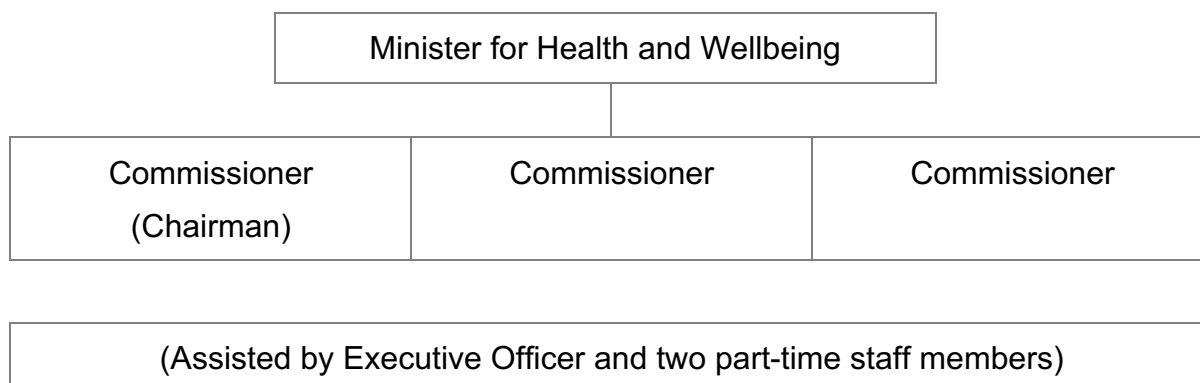 Minister for Health and Wellbeing
Commissioner
(Chairman)
Commissioner
Commissioner
(Assisted by Executive Officer and two part-time staff members)